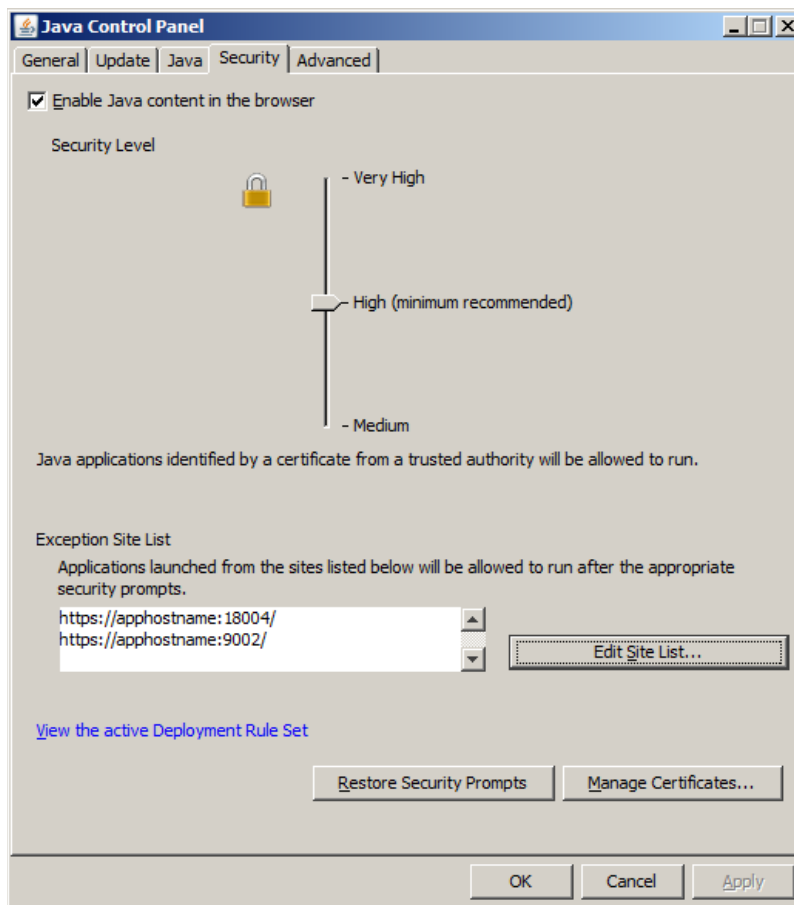 Java Control Panel
General Update Java Security Advanced
Enable Java content in the browser
Security Level
- Very High
- High (minimum recommended)
- Medium
Java applications identified by a certificate from a trusted authority will be allowed to run.
Exception Site List
Applications launched from the sites listed below will be allowed to run after the appropriate
security prompts.
https://apphostname:18004/
https://apphostname:9002/
Edit Site List...
View the active Deployment Rule Set
Restore Security Prompts Manage Certificates...
OK Cancel Apply